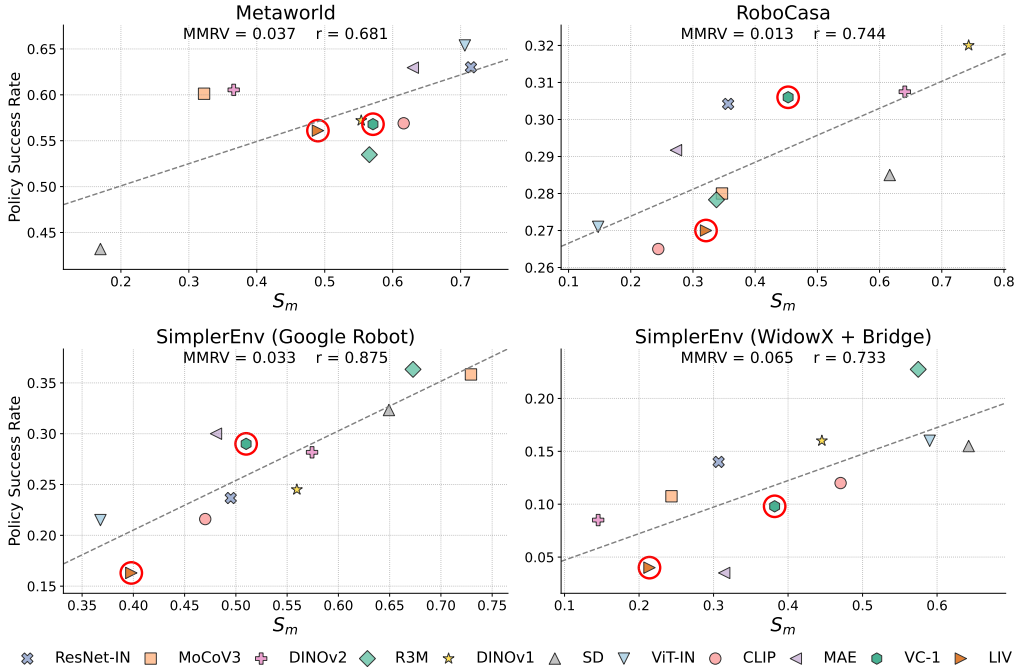 Metaworld
MMRV = 0.037 r = 0.681
Policy Success Rate
0.65
0.60
0.55
0.50
0.45
0.2 0.3 0.4 0.5 0.6 0.7
S_m
RoboCasa
MMRV = 0.013 r = 0.744
0.32
0.31
0.30
0.29
0.28
0.27
0.26
0.1 0.2 0.3 0.4 0.5 0.6 0.7 0.8
S_m
SimplerEnv (Google Robot)
MMRV = 0.033 r = 0.875
Policy Success Rate
0.35
0.30
0.25
0.20
0.15
0.35 0.40 0.45 0.50 0.55 0.60 0.65 0.70 0.75
S_m
SimplerEnv (WidowX + Bridge)
MMRV = 0.065 r = 0.733
0.20
0.15
0.10
0.05
0.1 0.2 0.3 0.4 0.5 0.6
S_m
ResNet-IN MoCoV3 DINOv2 R3M DINOv1 SD ViT-IN CLIP MAE VC-1 LIV